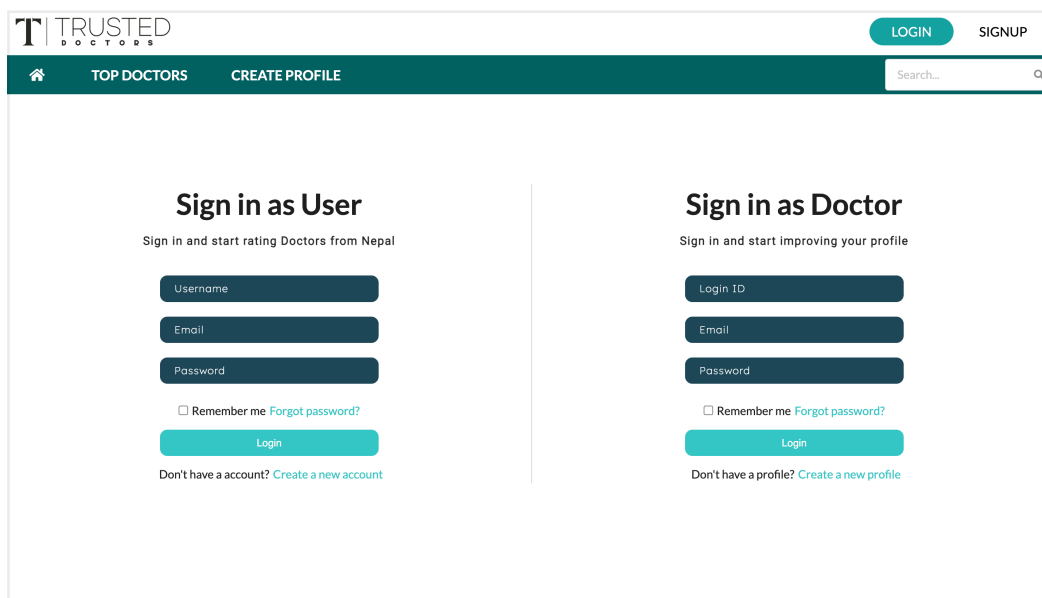 T TRUSTED
DOCTORS
LOGIN SIGNUP
TOP DOCTORS CREATE PROFILE Search...
Sign in as User
Sign in and start rating Doctors from Nepal
Username
Email
Password
Remember me Forgot password?
Login
Don't have a account? Create a new account
Sign in as Doctor
Sign in and start improving your profile
Login ID
Email
Password
Remember me Forgot password?
Login
Don't have a profile? Create a new profile